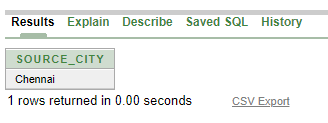 Results Explain Describe Saved SQL History
SOURCE_CITY
Chennai
1 rows returned in 0.00 seconds CSV Export